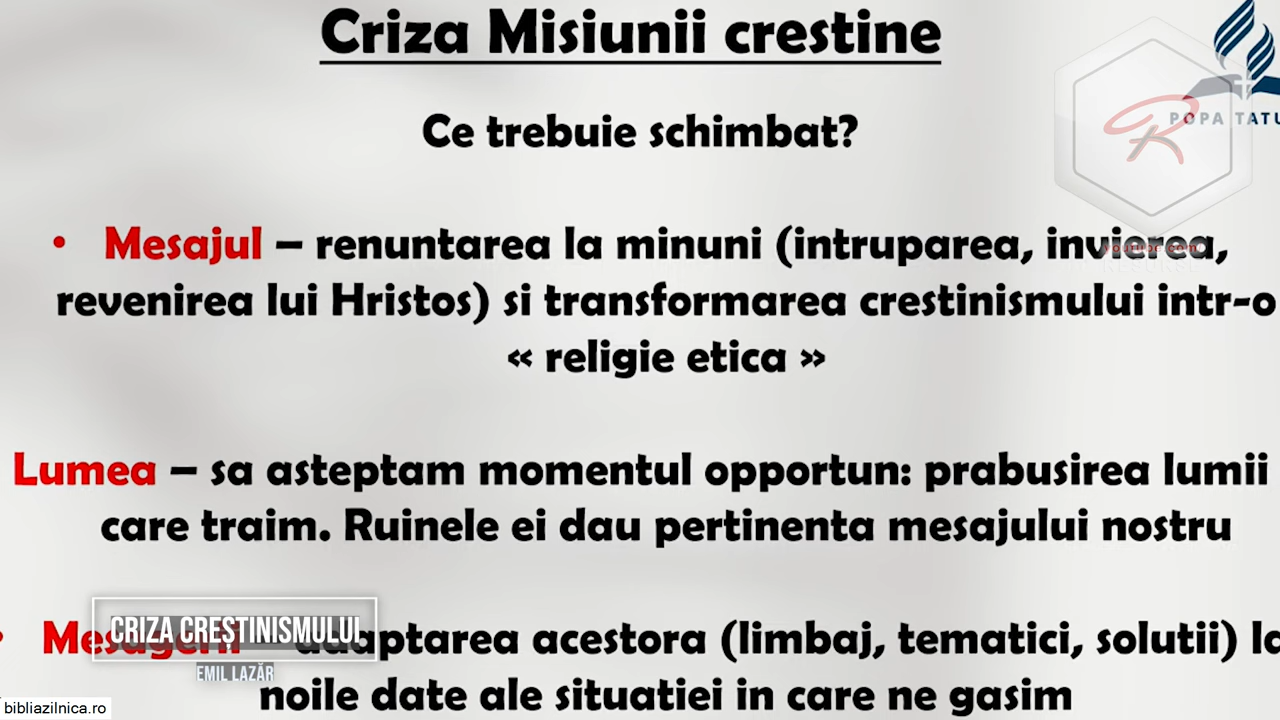 Criza Misiunii crestine
POPA TATU
Ce trebuie schimbat?
• Mesajul – renuntarea la minuni (intruparea, invierea,
revenirea lui Hristos) si transformarea crestinismului intr-o
« religie etica »
Lumea – sa asteptam momentul opportun: prabusirea lumii
care traim. Ruinele ei dau pertinenta mesajului nostru
• Mesagerii adaptarea acestora (limbaj, tematici, solutii) la
CRIZA CREȘTINISMULUI
EMIL LAZĂR
noile date ale situatiei in care ne gasim
bibliazilnica.ro